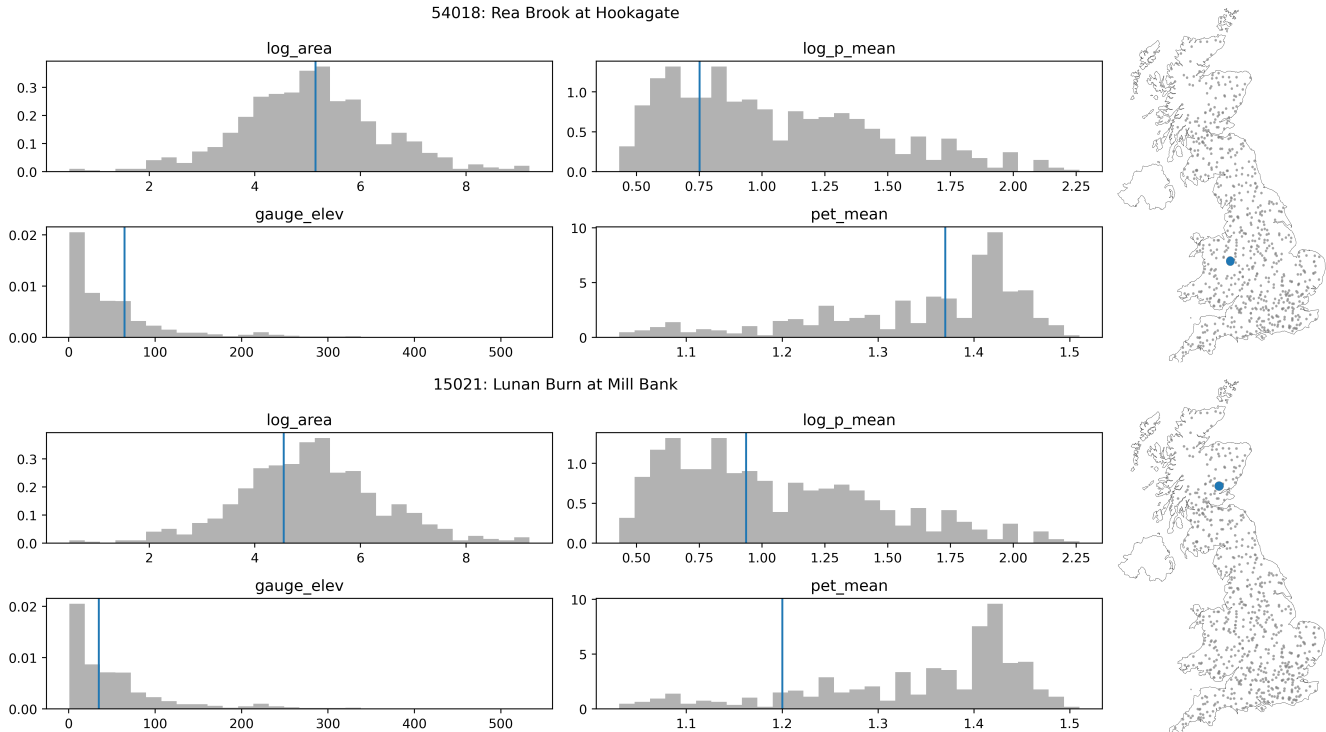 54018: Rea Brook at Hookagate
log_area
0.3
0.2
0.1
0.0
2 4 6 8
log_p_mean
1.0
0.5
0.0
0.50 0.75 1.00 1.25 1.50 1.75 2.00 2.25
gauge_elev
0.02
0.01
0.00
0 100 200 300 400 500
pet_mean
10
5
0
1.1 1.2 1.3 1.4 1.5
15021: Lunan Burn at Mill Bank
log_area
0.3
0.2
0.1
0.0
2 4 6 8
log_p_mean
1.0
0.5
0.0
0.50 0.75 1.00 1.25 1.50 1.75 2.00 2.25
gauge_elev
0.02
0.01
0.00
0 100 200 300 400 500
pet_mean
10
5
0
1.1 1.2 1.3 1.4 1.5